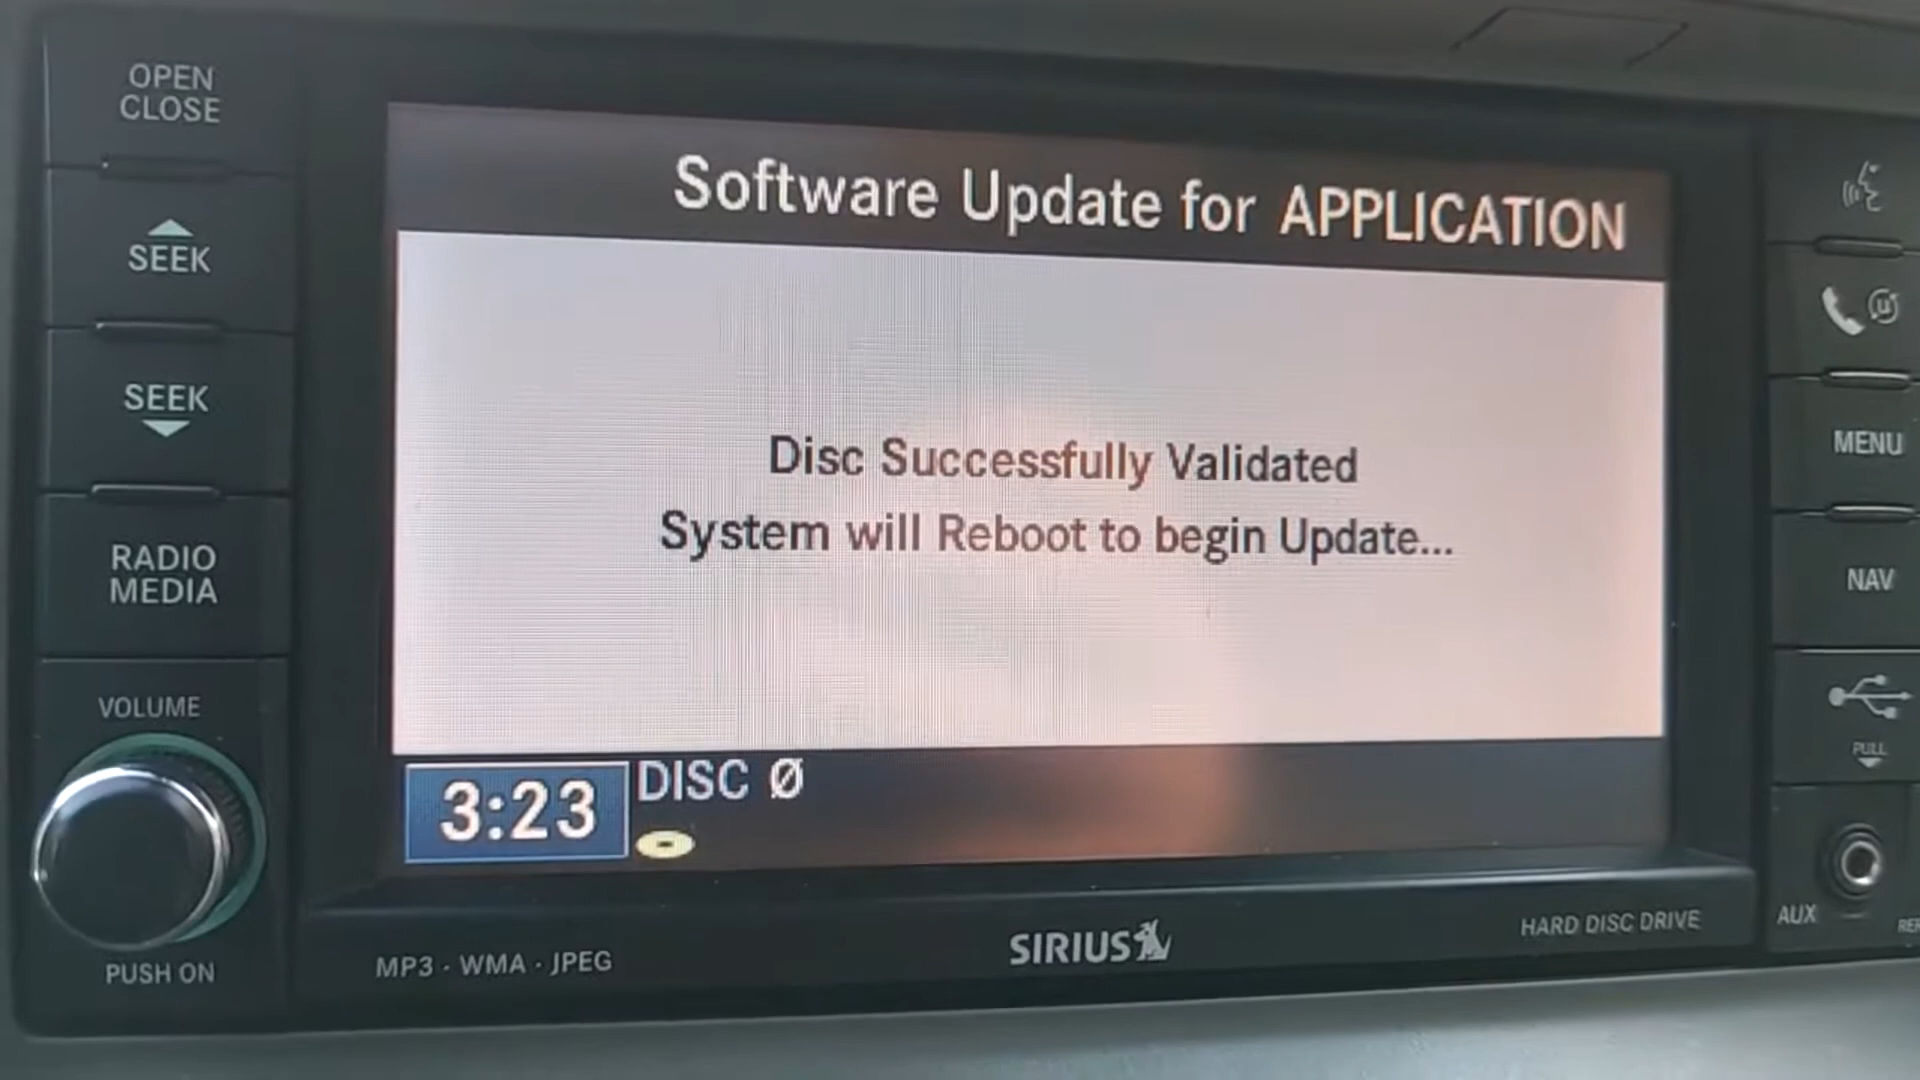 OPEN
CLOSE
SEEK
SEEK
RADIO
MEDIA
VOLUME
PUSH ON
Software Update for APPLICATION
Disc Successfully Validated
System will Reboot to begin Update...
3:23
DISC 0
MP3 · WMA · JPEG
SIRIUS
HARD DISC DRIVE
MENU
NAV
PULL
AUX